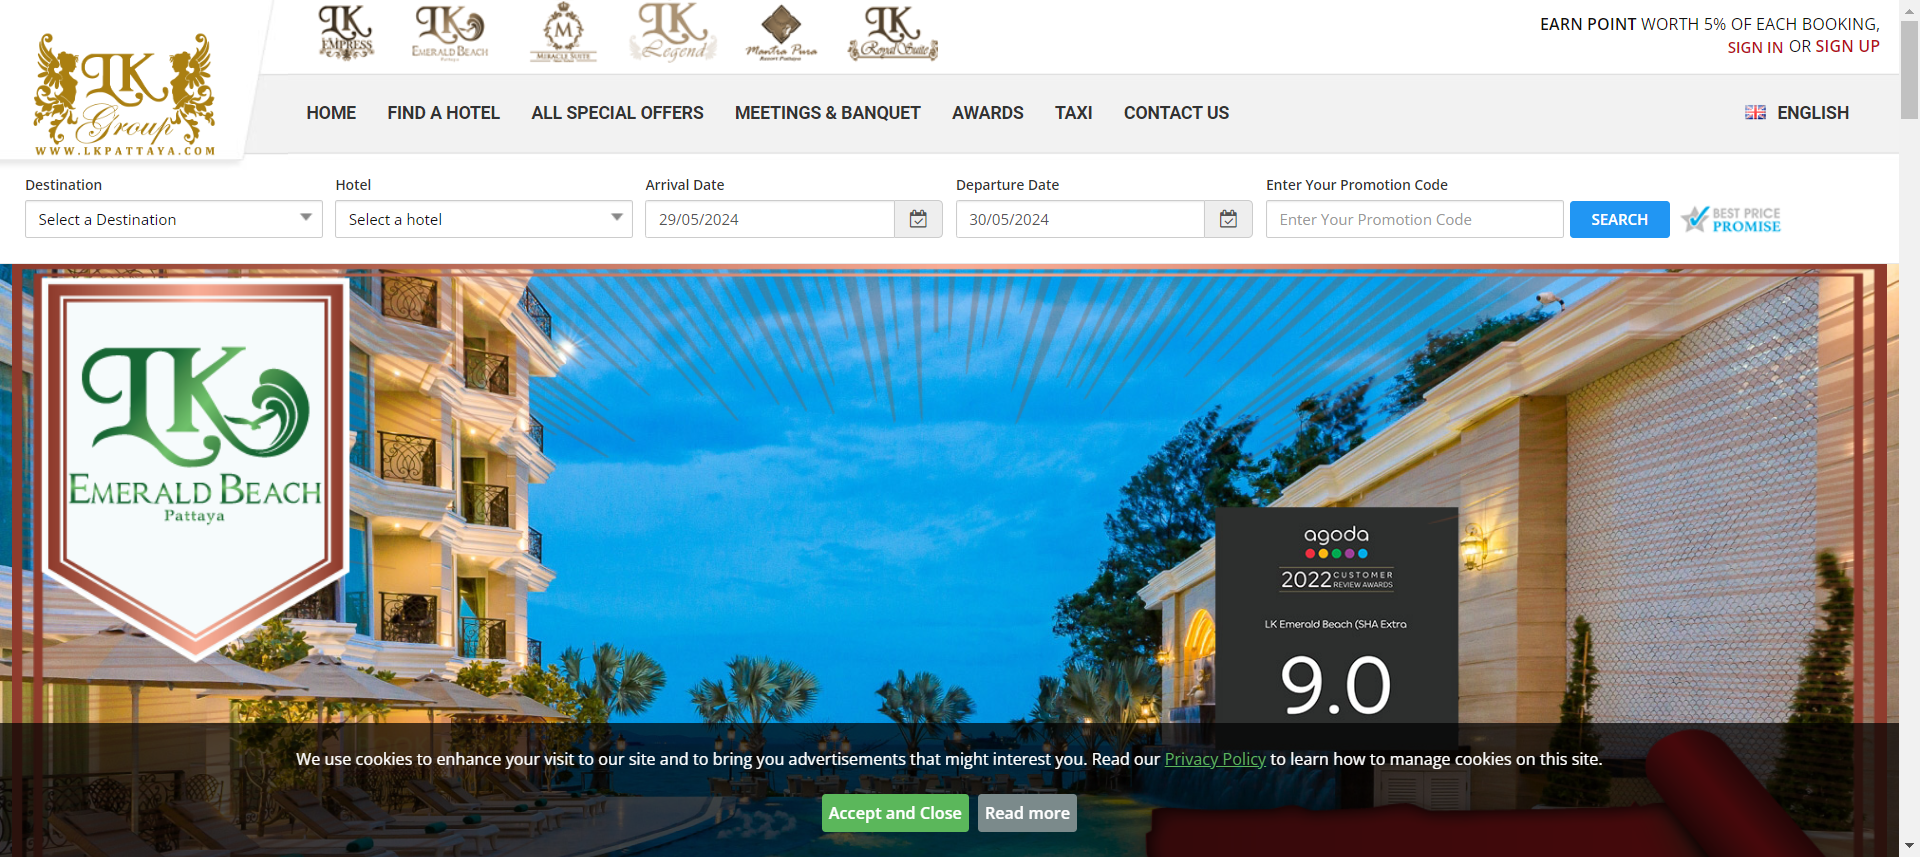 LK
EMPRESS
LK
EMERALD BEACH
Pattaya
M
MIRACLE SUITE
LK
Legend
Mantra Pura
Resort Pattaya
LK
Royal Suite
EARN POINT WORTH 5% OF EACH BOOKING,
SIGN IN OR SIGN UP
LK
Group
WWW.LKPATTAYA.COM
HOME FIND A HOTEL ALL SPECIAL OFFERS MEETINGS & BANQUET AWARDS TAXI CONTACT US ENGLISH
Destination Hotel Arrival Date Departure Date Enter Your Promotion Code
Select a Destination Select a hotel 29/05/2024 30/05/2024 Enter Your Promotion Code SEARCH
BEST PRICE
PROMISE
LK
EMERALD BEACH
Pattaya
agoda
2022 CUSTOMER
REVIEW AWARDS
LK Emerald Beach (SHA Extra
9.0
We use cookies to enhance your visit to our site and to bring you advertisements that might interest you. Read our Privacy Policy to learn how to manage cookies on this site.
Accept and Close Read more